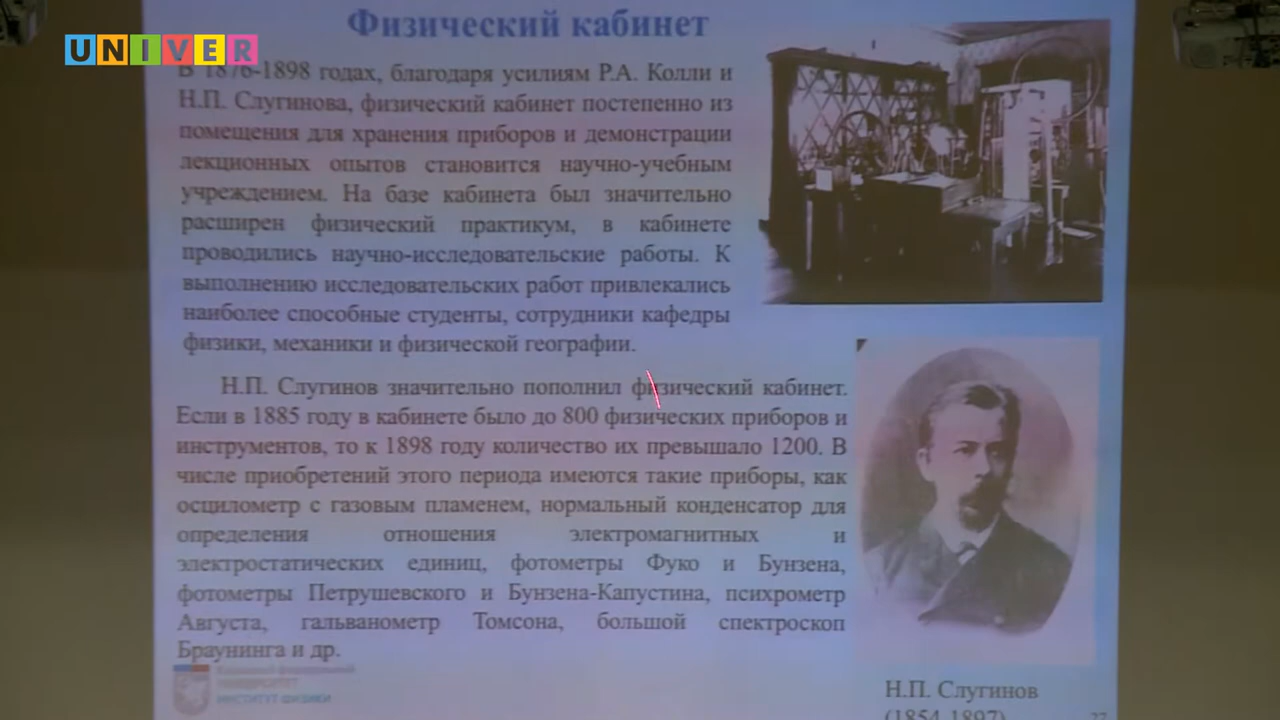 UNIVER
Физический кабинет
В 1876-1898 годах, благодаря усилиям Р.А. Колли и
Н.П. Слугинова, физический кабинет постепенно из
помещения для хранения приборов и демонстрации
лекционных опытов становится научно-учебным
учреждением. На базе кабинета был значительно
расширен физический практикум, в кабинете
проводились научно-исследовательские работы. К
выполнению исследовательских работ привлекались
наиболее способные студенты, сотрудники кафедры
физики, механики и физической географии.
Н.П. Слугинов значительно пополнил физический кабинет.
Если в 1885 году в кабинете было до 800 физических приборов и
инструментов, то к 1898 году количество их превышало 1200. В
числе приобретений этого периода имеются такие приборы, как
осцилометр с газовым пламенем, нормальный конденсатор для
определения отношения электромагнитных и
электростатических единиц, фотометры Фуко и Бунзена,
фотометры Петрушевского и Бунзена-Капустина, психрометр
Августа, гальванометр Томсона, большой спектроскоп
Браунинга и др.
УНИВЕРСИТЕТ
ИНСТИТУТ ФИЗИКИ
Н.П. Слугинов
(1854-1897)
27